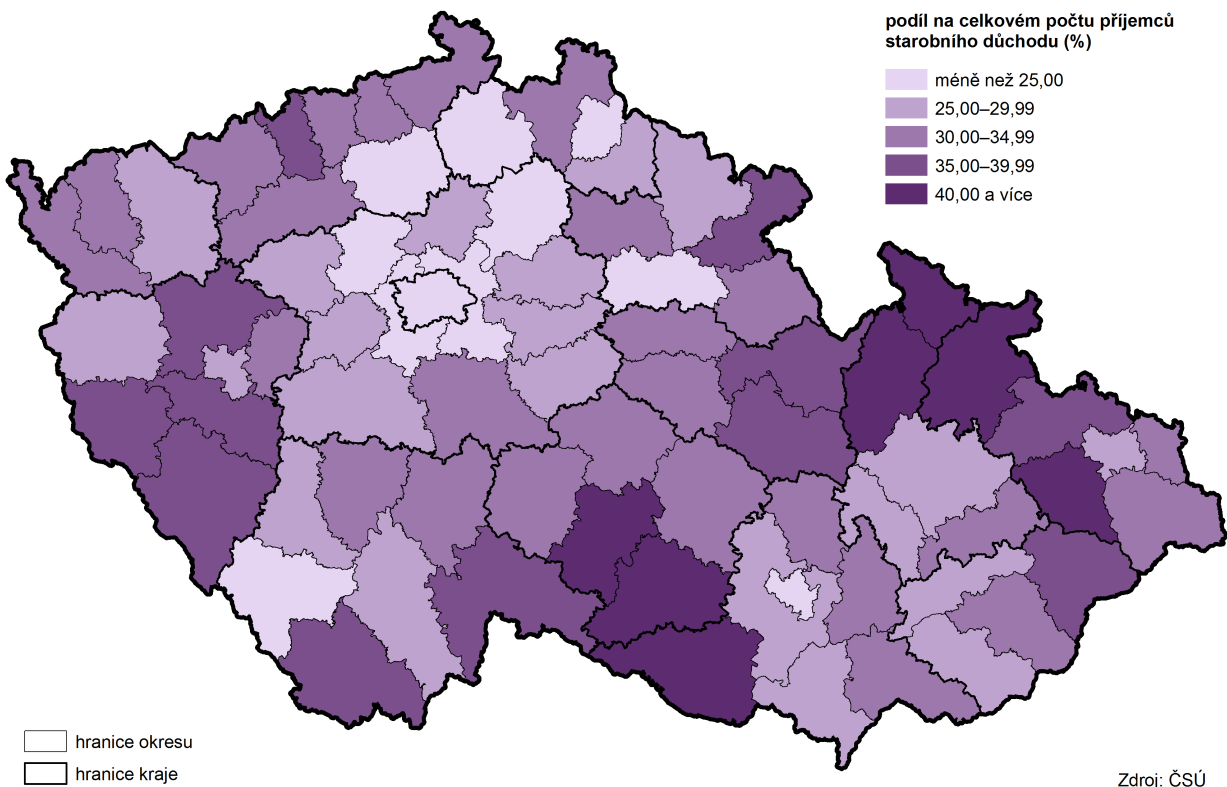 podíl na celkovém počtu příjemců
starobního důchodu (%)
méně než 25,00
25,00–29,99
30,00–34,99
35,00–39,99
40,00 a více
hranice okresu
hranice kraje
Zdroj: ČSÚ